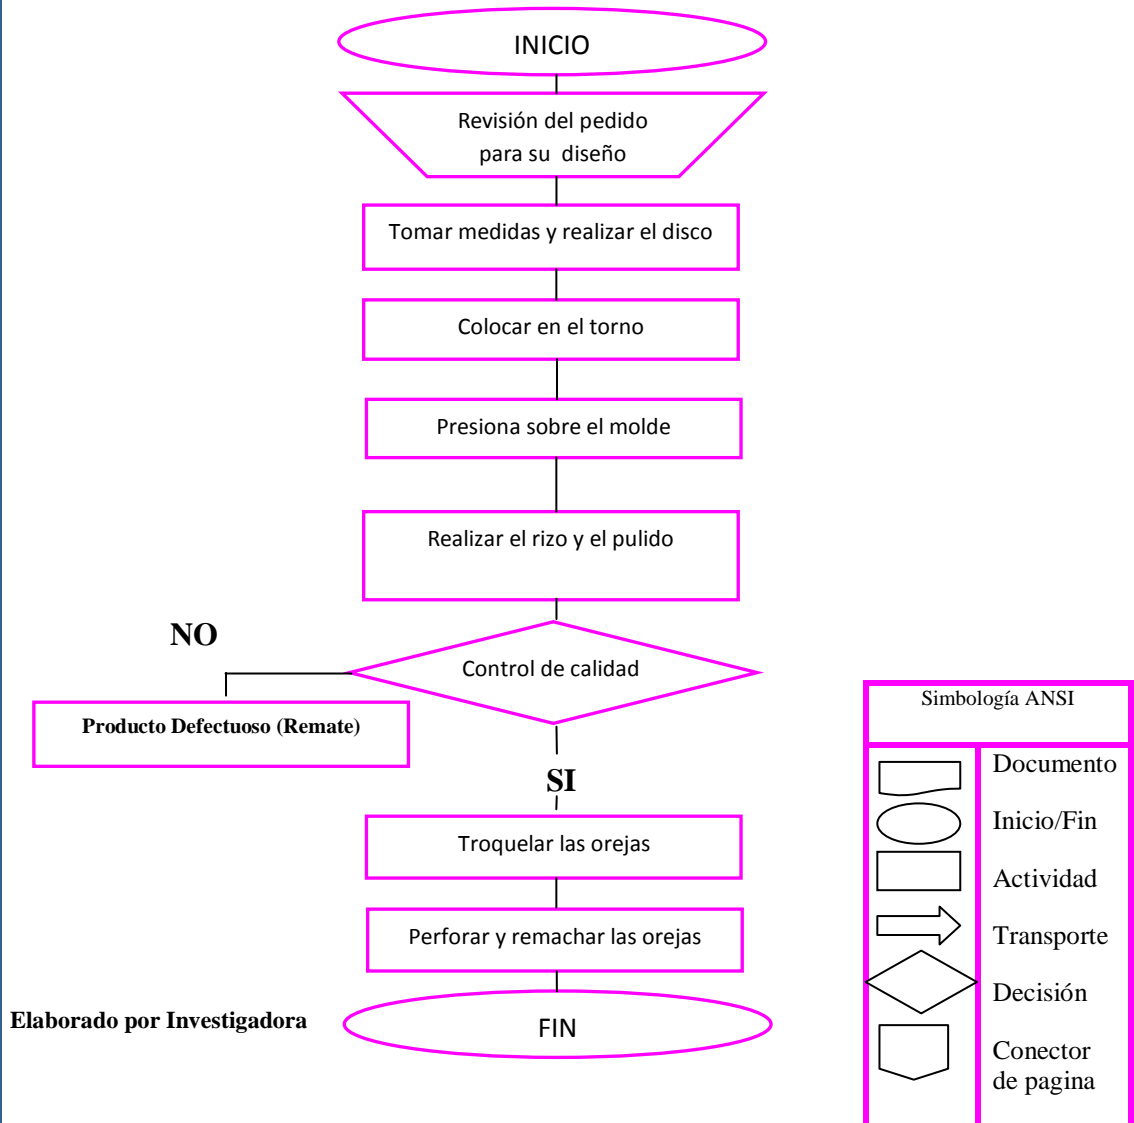 INICIO
Revisión del pedido
para su diseño
Tomar medidas y realizar el disco
Colocar en el torno
Presiona sobre el molde
Realizar el rizo y el pulido
NO
Control de calidad
Producto Defectuoso (Remate)
SI
Troquelar las orejas
Perforar y remachar las orejas
FIN
Elaborado por Investigadora
Simbología ANSI
Documento
Inicio/Fin
Actividad
Transporte
Decisión
Conector
de pagina